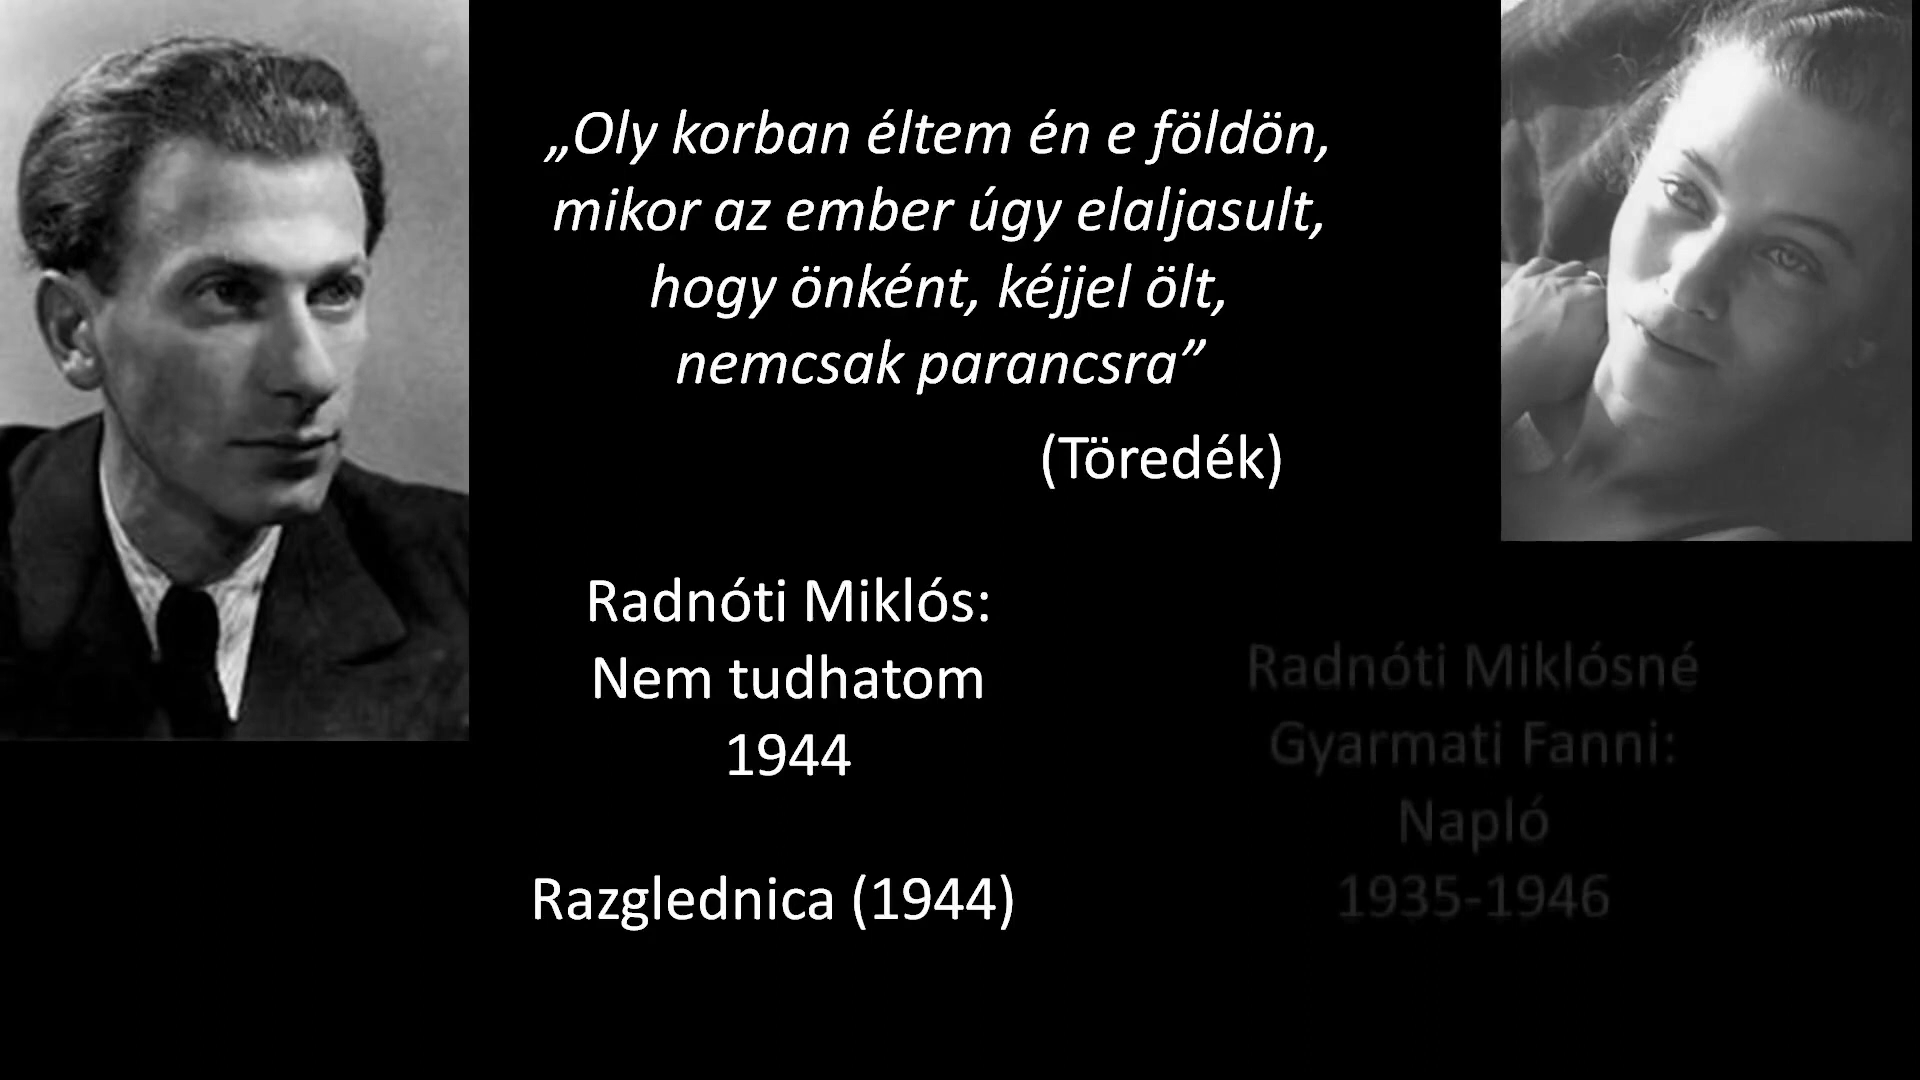 „Oly korban éltem én e földön,
mikor az ember úgy elaljasult,
hogy önként, kéjjel ölt,
nemcsak parancsra”
(Töredék)
Radnóti Miklós:
Nem tudhatom
1944
Razglednica (1944)
Radnóti Miklósné
Gyarmati Fanni:
Napló
1935-1946